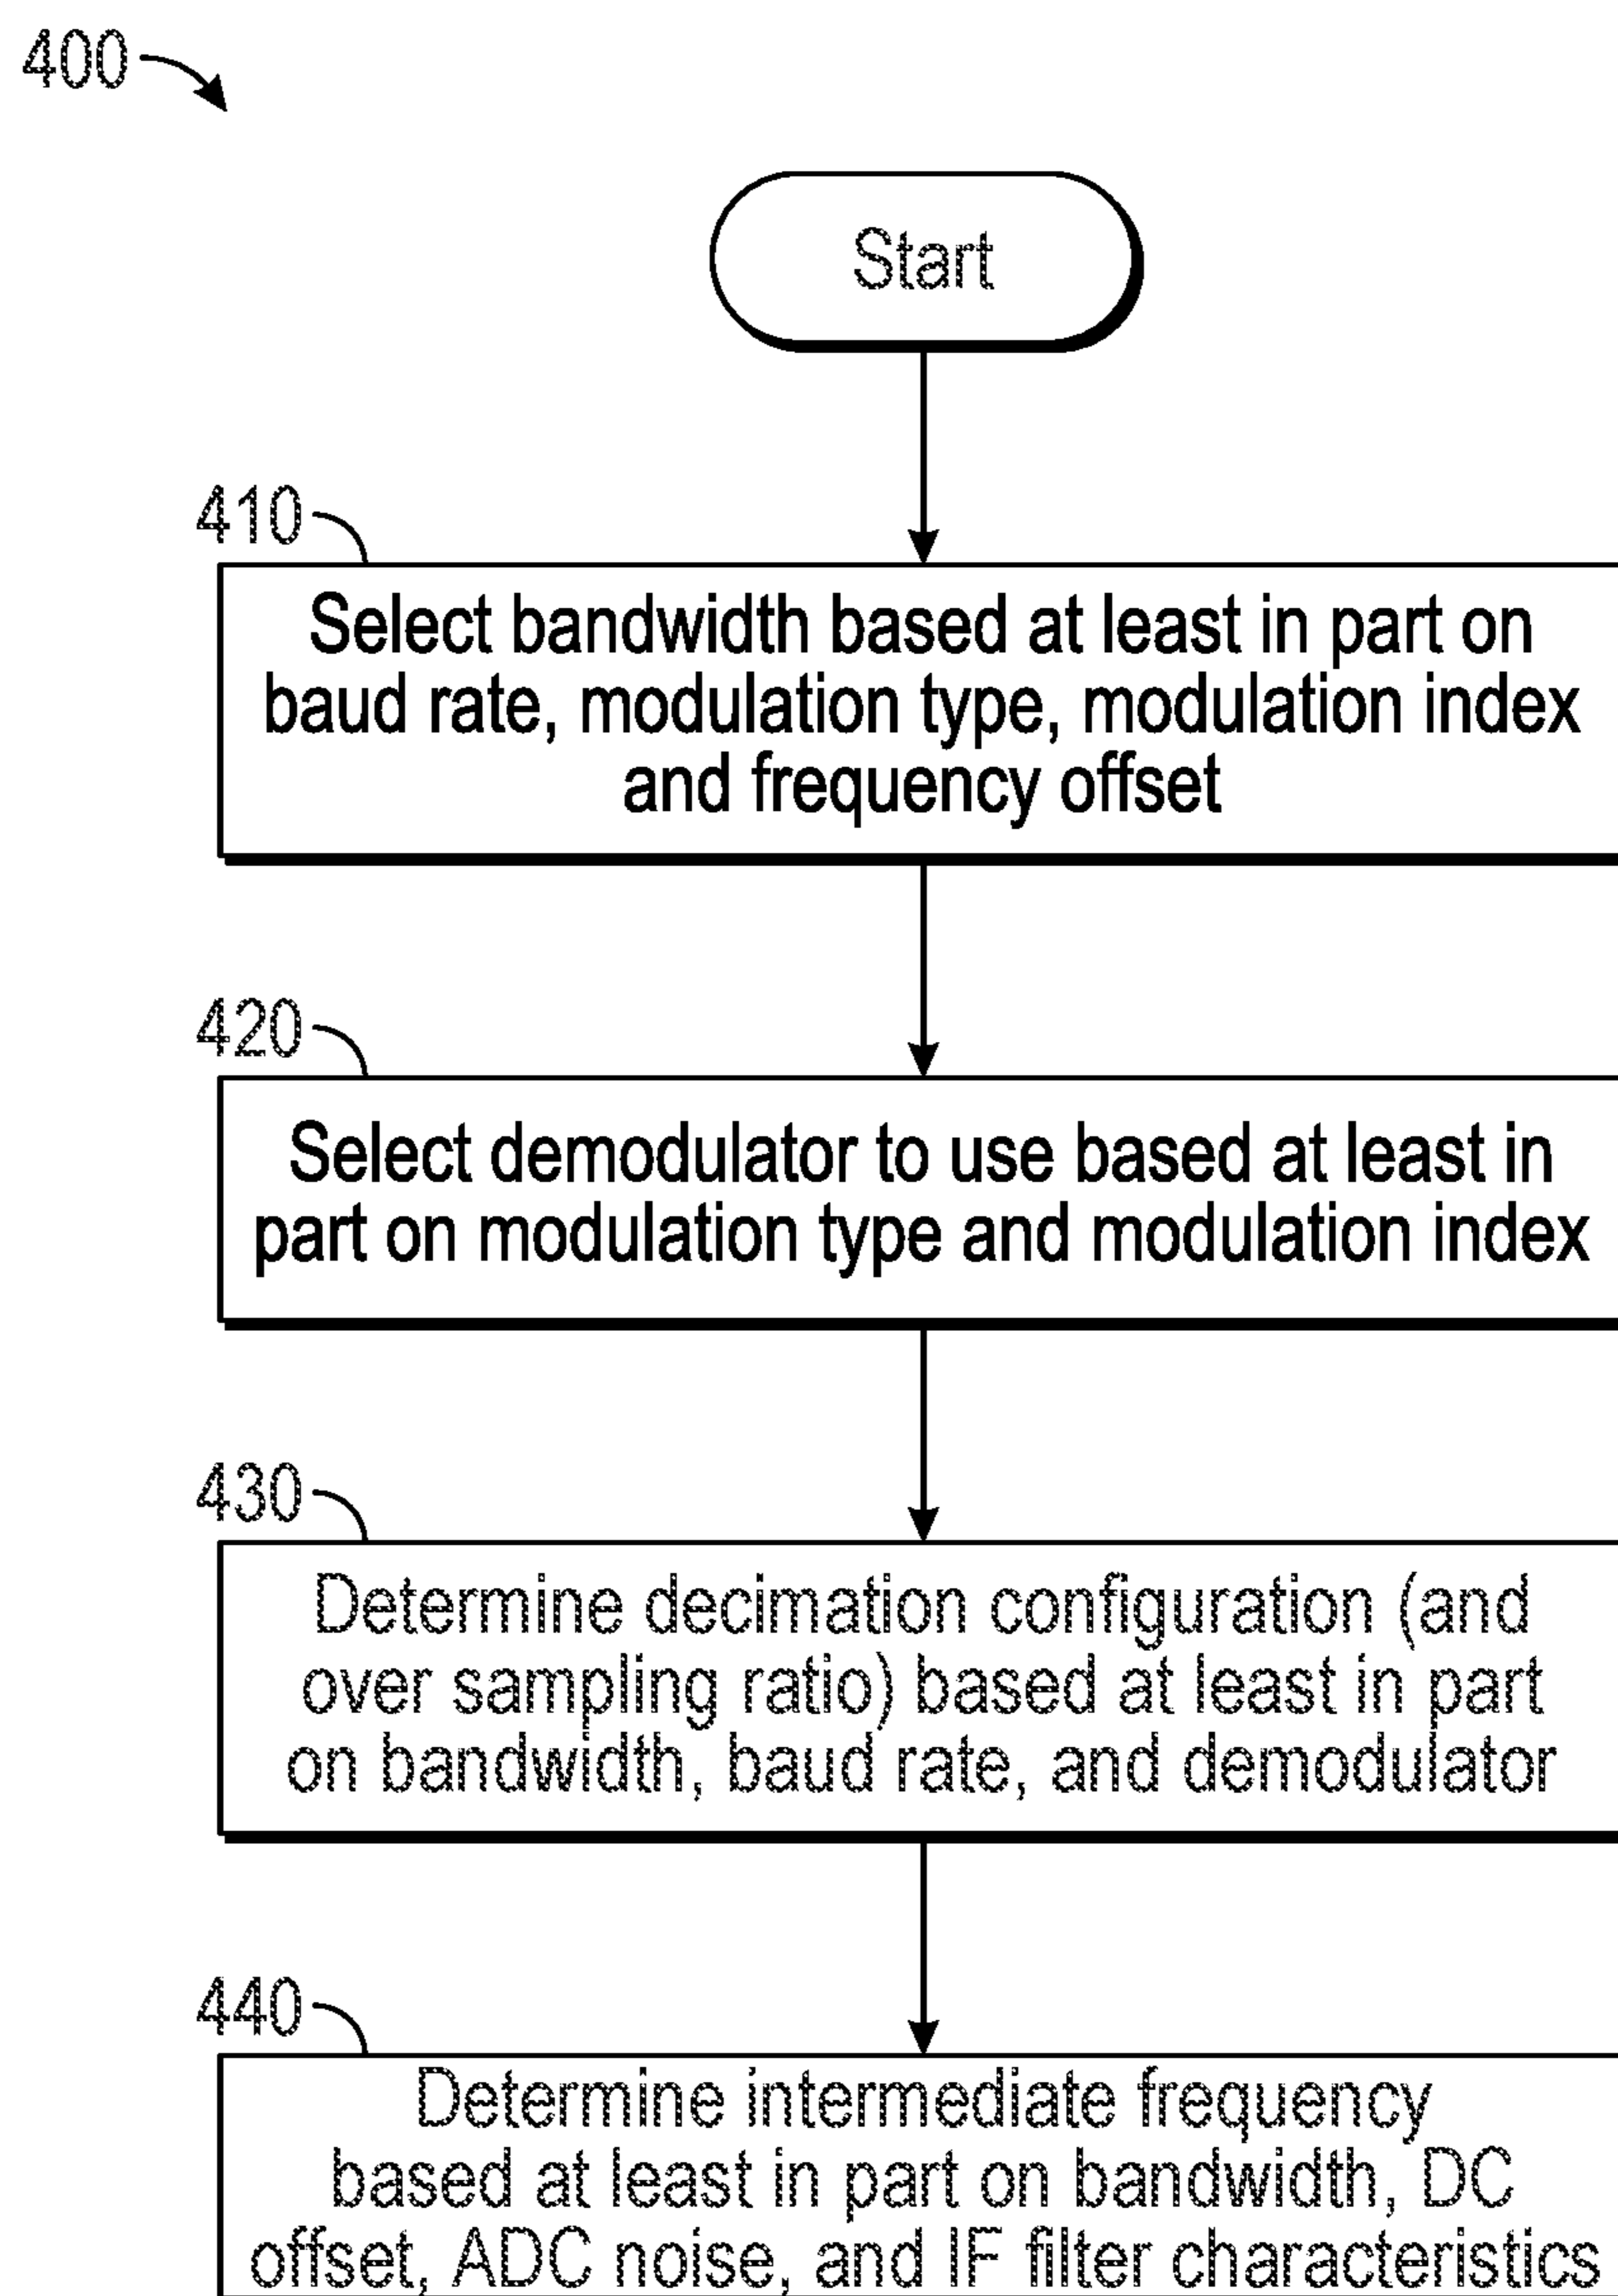 400
Start
410
Select bandwidth based at least in part on
baud rate, modulation type, modulation index
and frequency offset
420
Select demodulator to use based at least in
part on modulation type and modulation index
430
Determine decimation configuration (and
over sampling ratio) based at least in part
on bandwidth, baud rate, and demodulator
440
Determine intermediate frequency
based at least in part on bandwidth, DC
offset, ADC noise, and IF filter characteristics